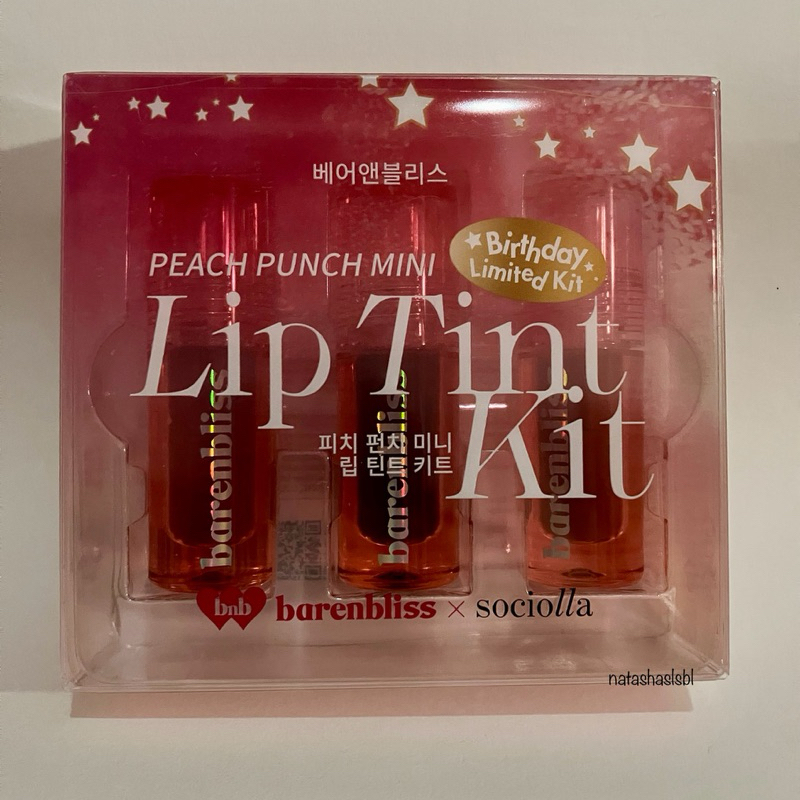 베어앤블리스
PEACH PUNCH MINI
Birthday
Limited Kit
Lip Tint
Kit
피치 펀치 미니
립 틴트 키트
barenbliss
barenbliss
barenbliss
bnb barenbliss × sociolla
natashaslsbl